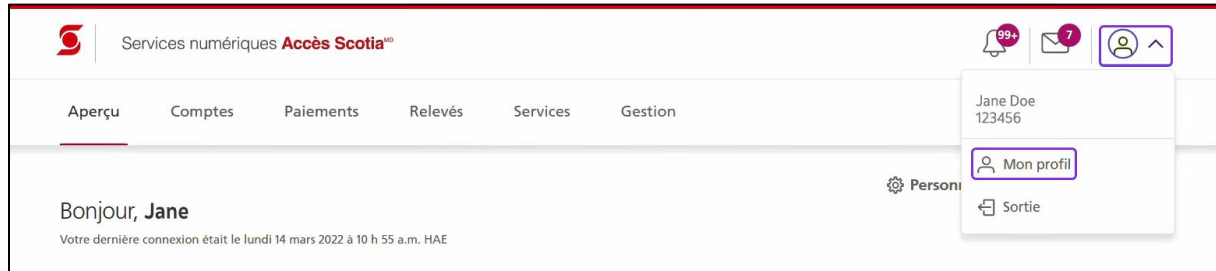 Services numériques Accès Scotia MD
99+
7
Aperçu Comptes Paiements Relevés Services Gestion
Jane Doe
123456
Mon profil
Sortie
Bonjour, Jane
Votre dernière connexion était le lundi 14 mars 2022 à 10 h 55 a.m. HAE